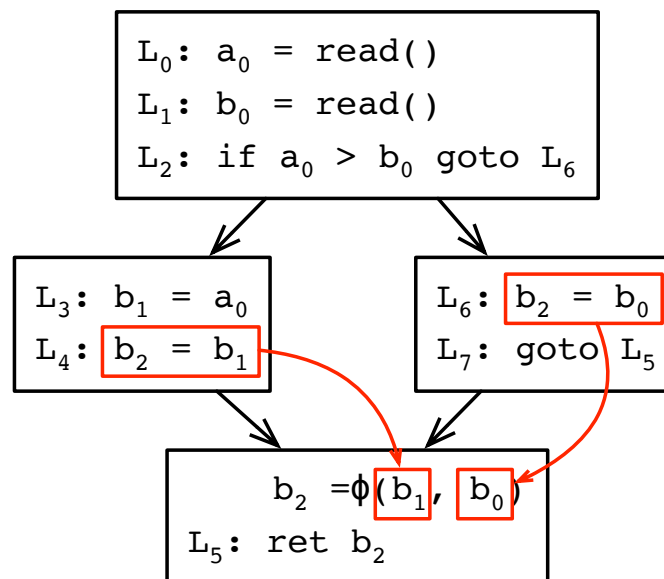 L₀: a₀ = read()
L₁: b₀ = read()
L₂: if a₀ > b₀ goto L₆
L₃: b₁ = a₀
L₄: b₂ = b₁
L₆: b₂ = b₀
L₇: goto L₅
b₂ =ϕ(b₁, b₀)
L₅: ret b₂